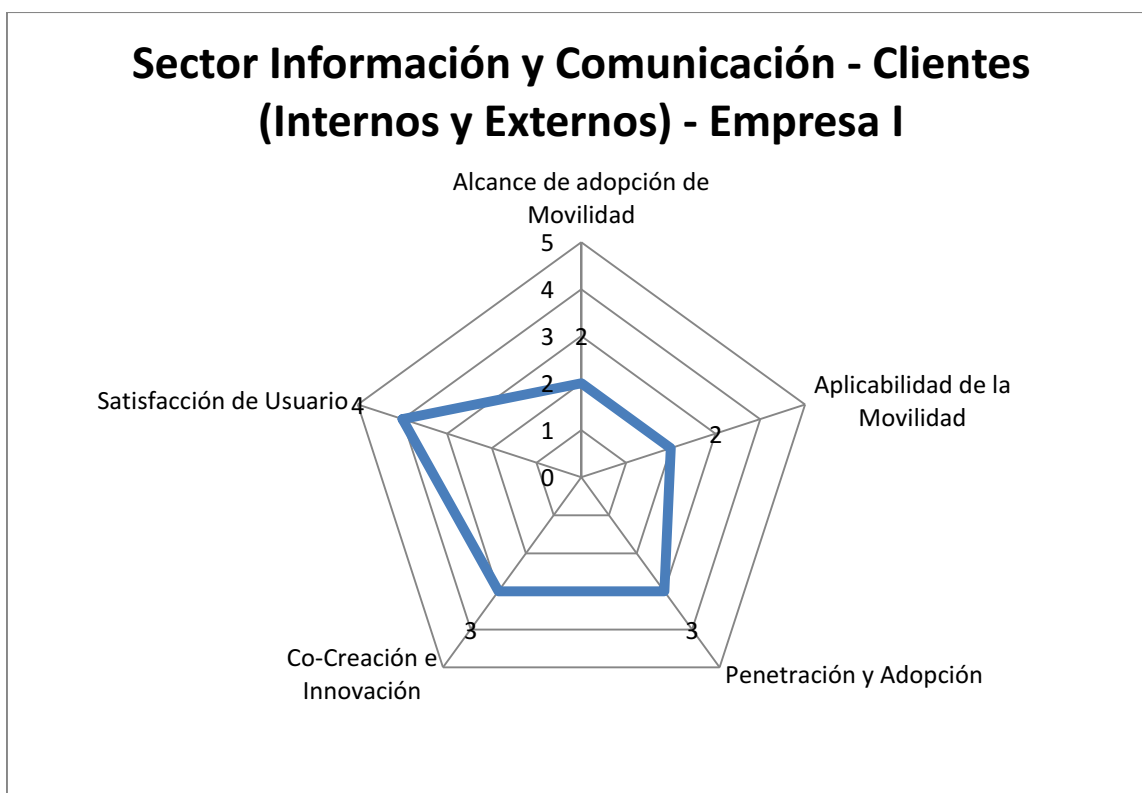 Sector Información y Comunicación - Clientes
(Internos y Externos) - Empresa I
Alcance de adopción de
Movilidad
5
4
3
2
2
1
0
Aplicabilidad de la
Movilidad
2
Satisfacción de Usuario
4
Co-Creación e
Innovación
3
3
Penetración y Adopción